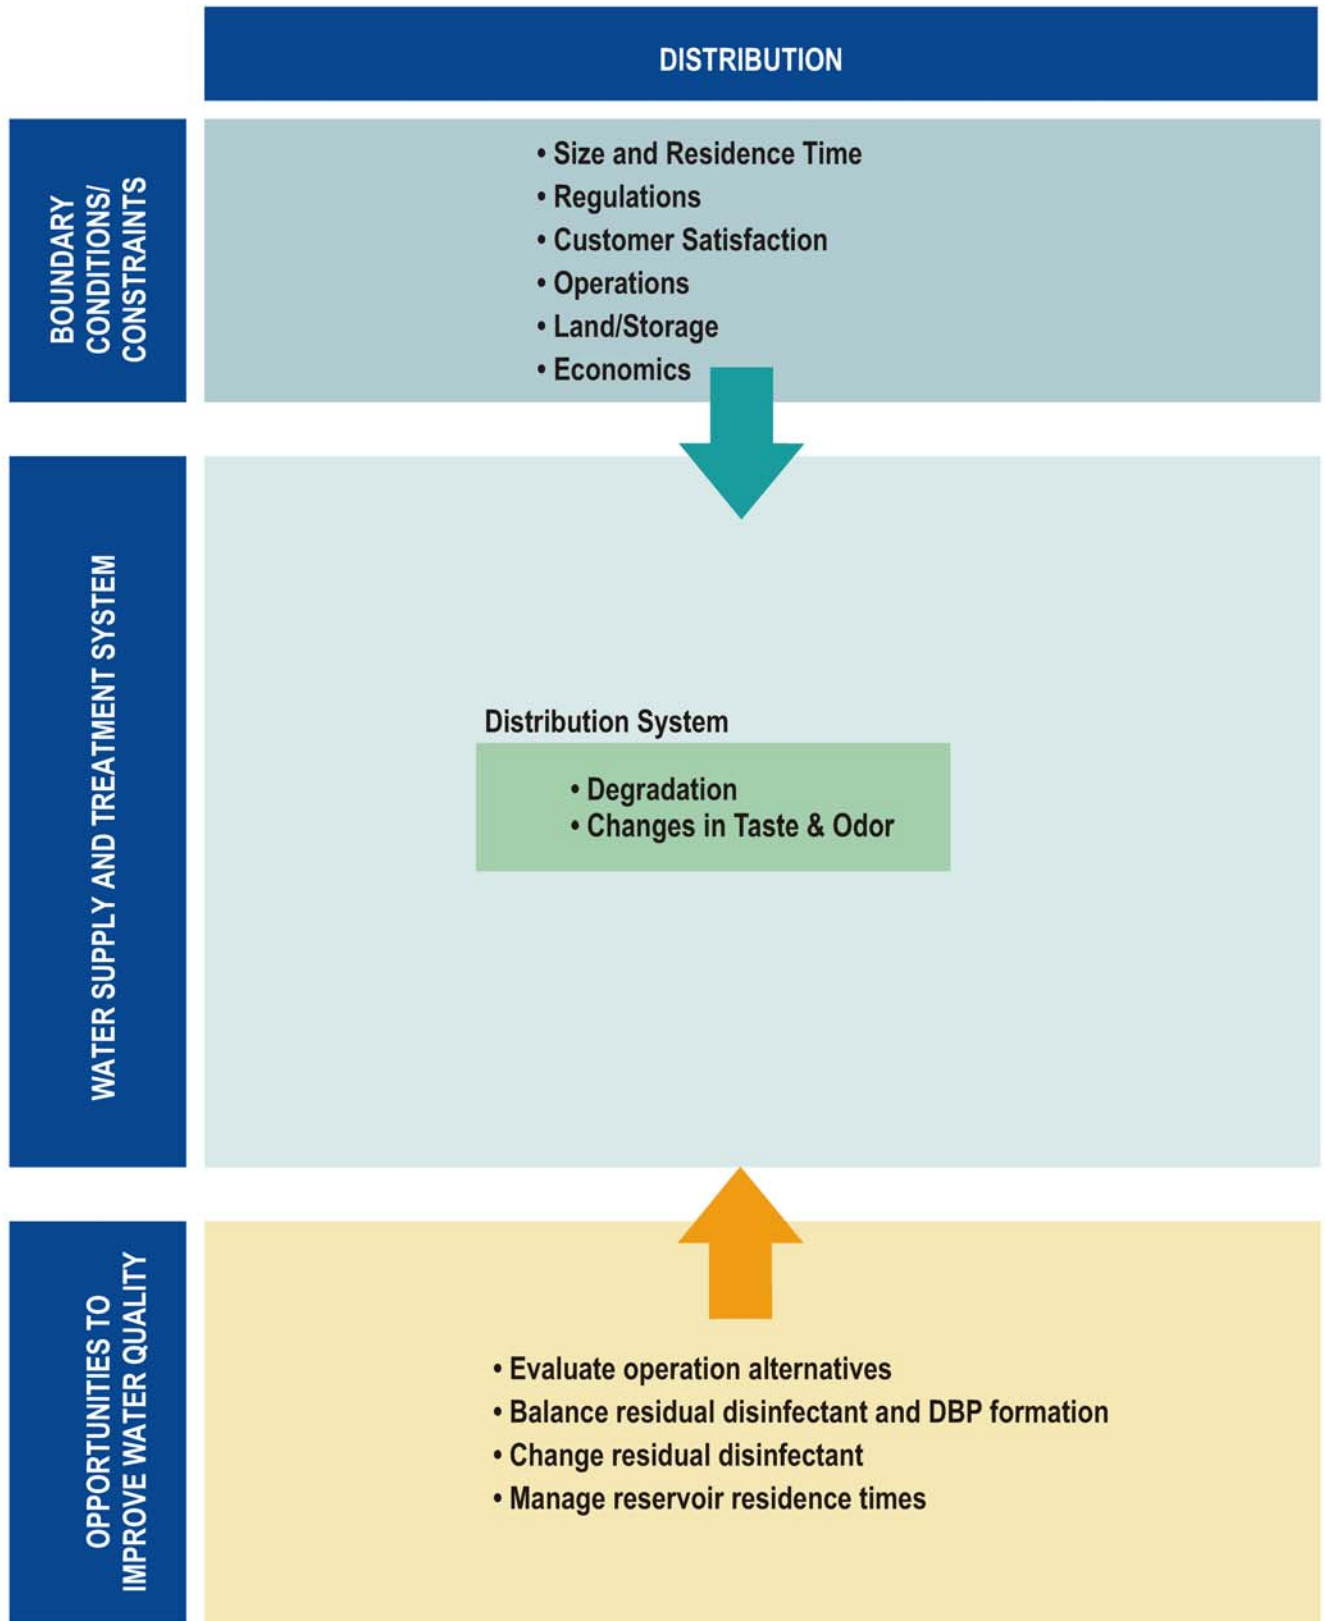 DISTRIBUTION
BOUNDARY
CONDITIONS/
CONSTRAINTS
• Size and Residence Time
• Regulations
• Customer Satisfaction
• Operations
• Land/Storage
• Economics
WATER SUPPLY AND TREATMENT SYSTEM
Distribution System
• Degradation
• Changes in Taste & Odor
OPPORTUNITIES TO
IMPROVE WATER QUALITY
• Evaluate operation alternatives
• Balance residual disinfectant and DBP formation
• Change residual disinfectant
• Manage reservoir residence times